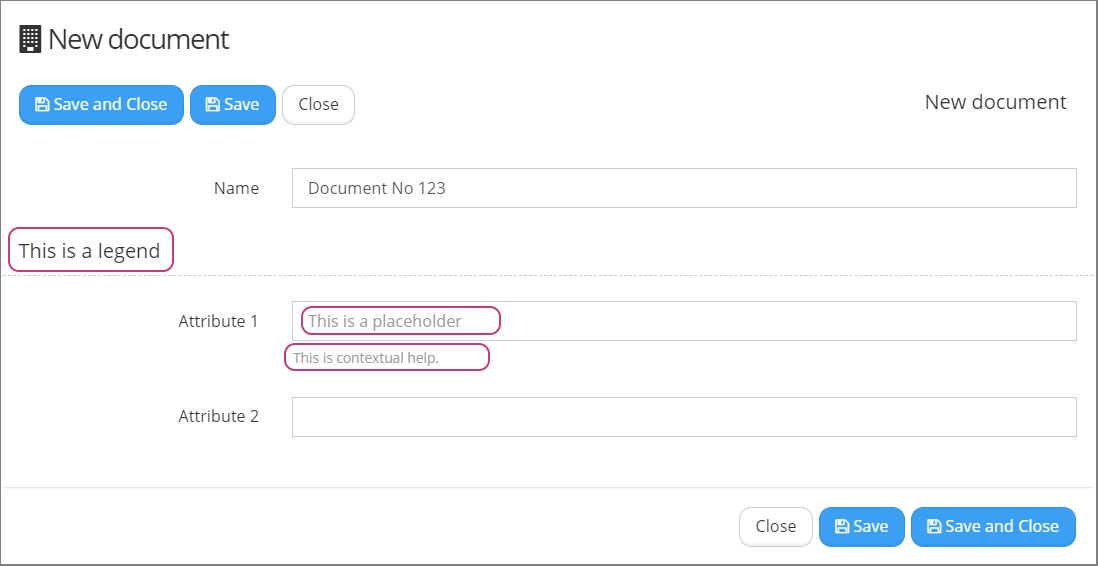 New document
Save and Close Save Close New document
Name Document No 123
This is a legend
Attribute 1 This is a placeholder
This is contextual help.
Attribute 2
Close Save Save and Close